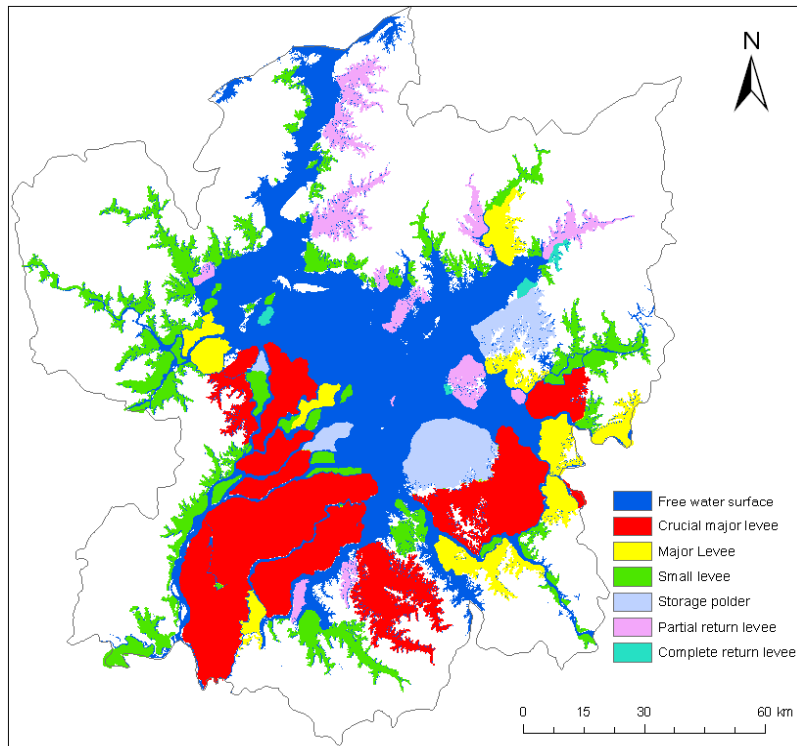 N
Free water surface
Crucial major levee
Major Levee
Small levee
Storage polder
Partial return levee
Complete return levee
0 15 30 60 km